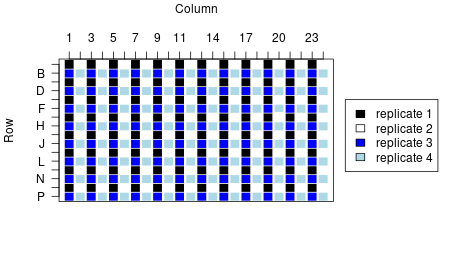 Column
1 3 5 7 9 11 14 17 20 23
Row
B
D
F
H
J
L
N
P
replicate 1
replicate 2
replicate 3
replicate 4